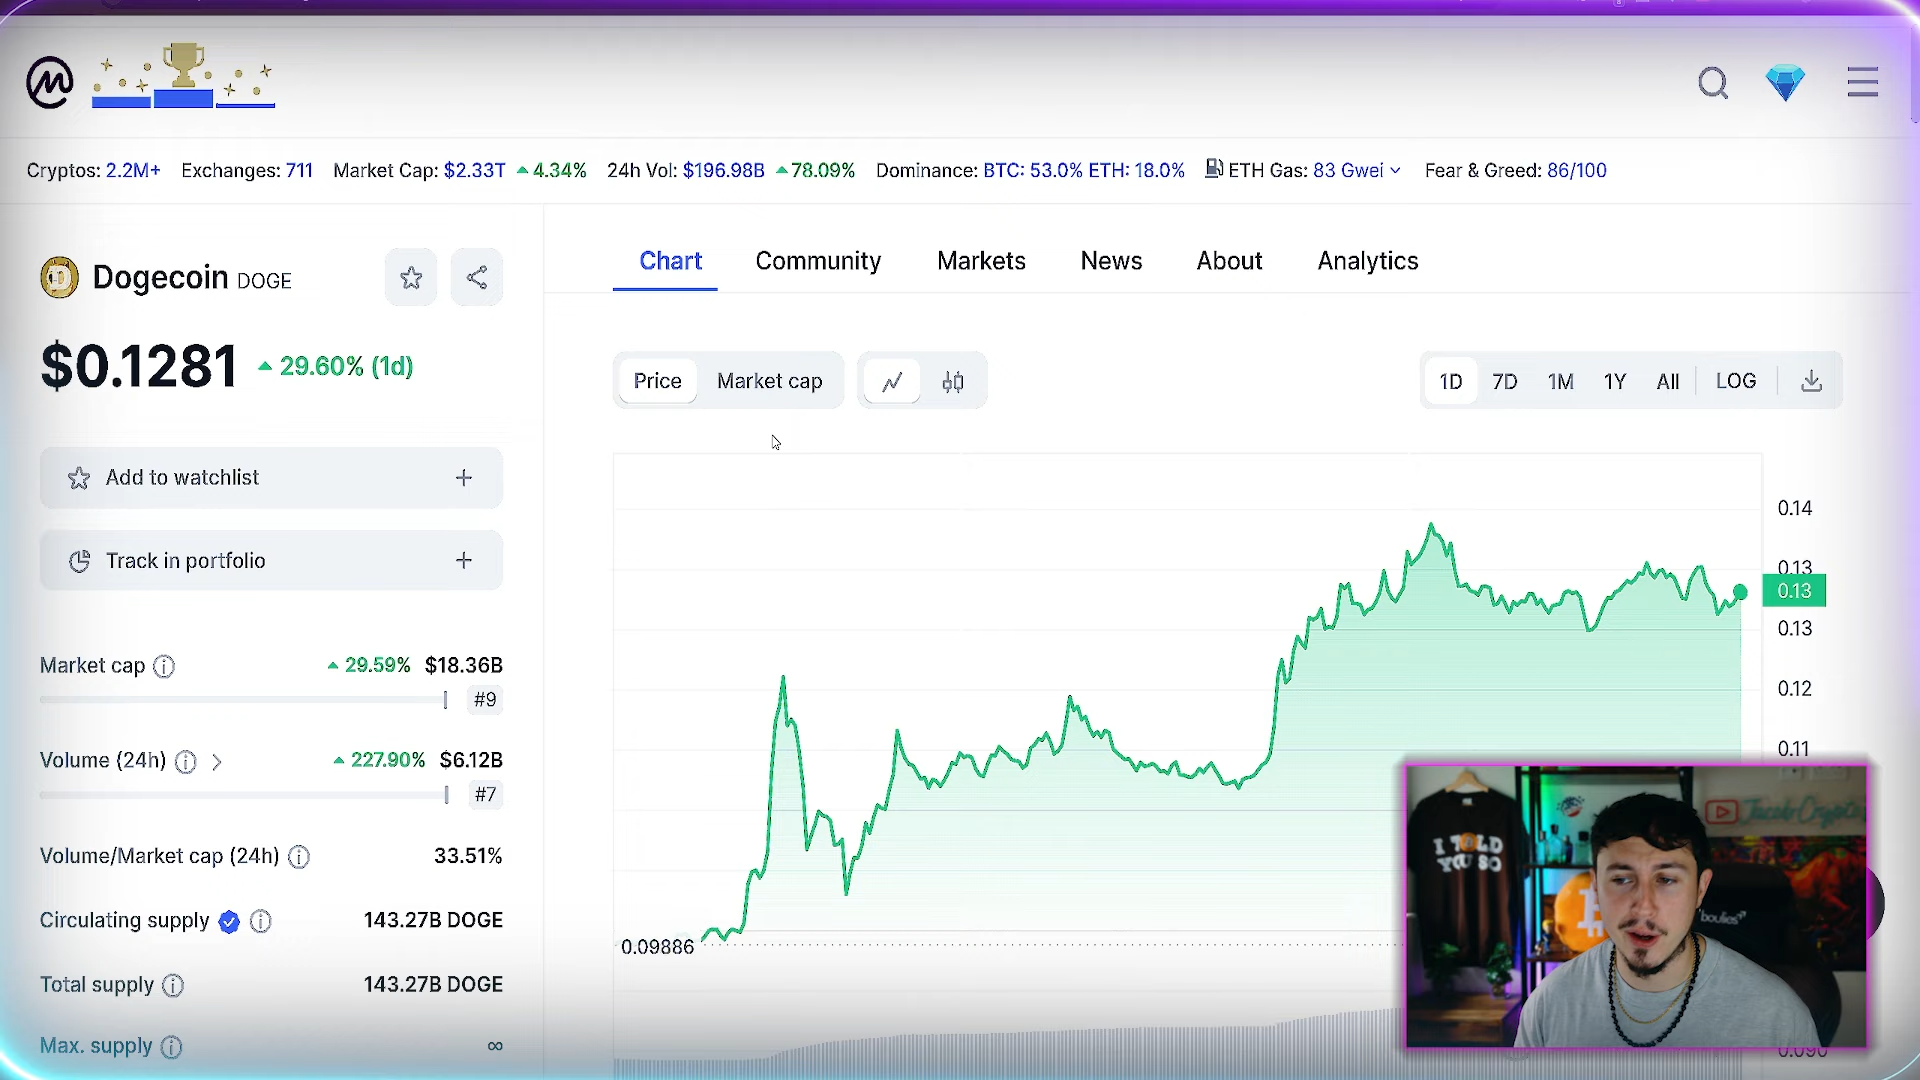 Cryptos: 2.2M+ Exchanges: 711 Market Cap: $2.33T 4.34% 24h Vol: $196.98B 78.09% Dominance: BTC: 53.0% ETH: 18.0% ETH Gas: 83 Gwei Fear & Greed: 86/100
Dogecoin DOGE
$0.1281 29.60% (1d)
Add to watchlist +
Track in portfolio +
Market cap 29.59% $18.36B
#9
Volume (24h) 227.90% $6.12B
#7
Volume/Market cap (24h) 33.51%
Circulating supply 143.27B DOGE
Total supply 143.27B DOGE
Max. supply ∞
Chart Community Markets News About Analytics
Price Market cap
1D 7D 1M 1Y All LOG
0.14
0.13
0.13
0.13
0.12
0.11
0.09886
0.090
I TOLD
YOU SO
JacobCrypto
boulies